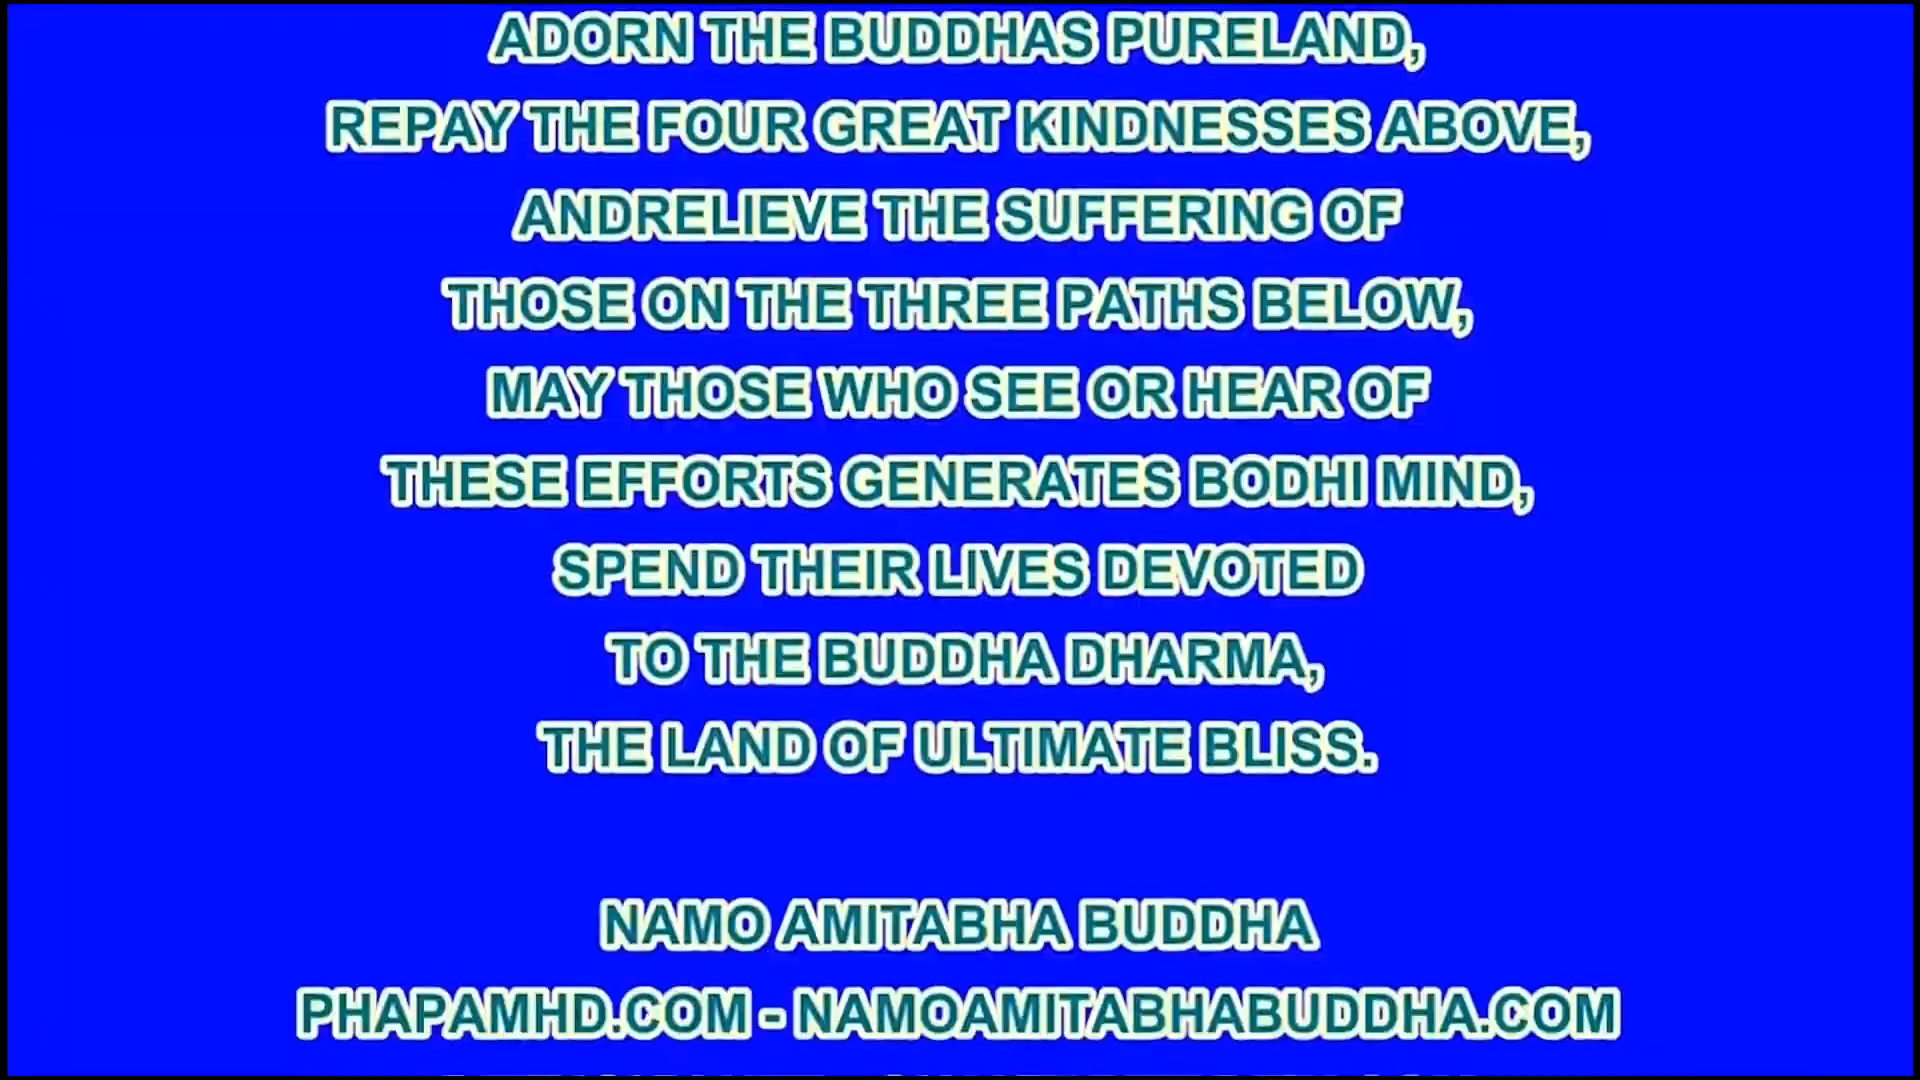 ADORN THE BUDDHAS PURELAND,
REPAY THE FOUR GREAT KINDNESSES ABOVE,
ANDRELIEVE THE SUFFERING OF
THOSE ON THE THREE PATHS BELOW,
MAY THOSE WHO SEE OR HEAR OF
THESE EFFORTS GENERATES BODHI MIND,
SPEND THEIR LIVES DEVOTED
TO THE BUDDHA DHARMA,
THE LAND OF ULTIMATE BLISS.
NAMO AMITABHA BUDDHA
PHAPAMHD.COM - NAMOAMITABHABUDDHA.COM